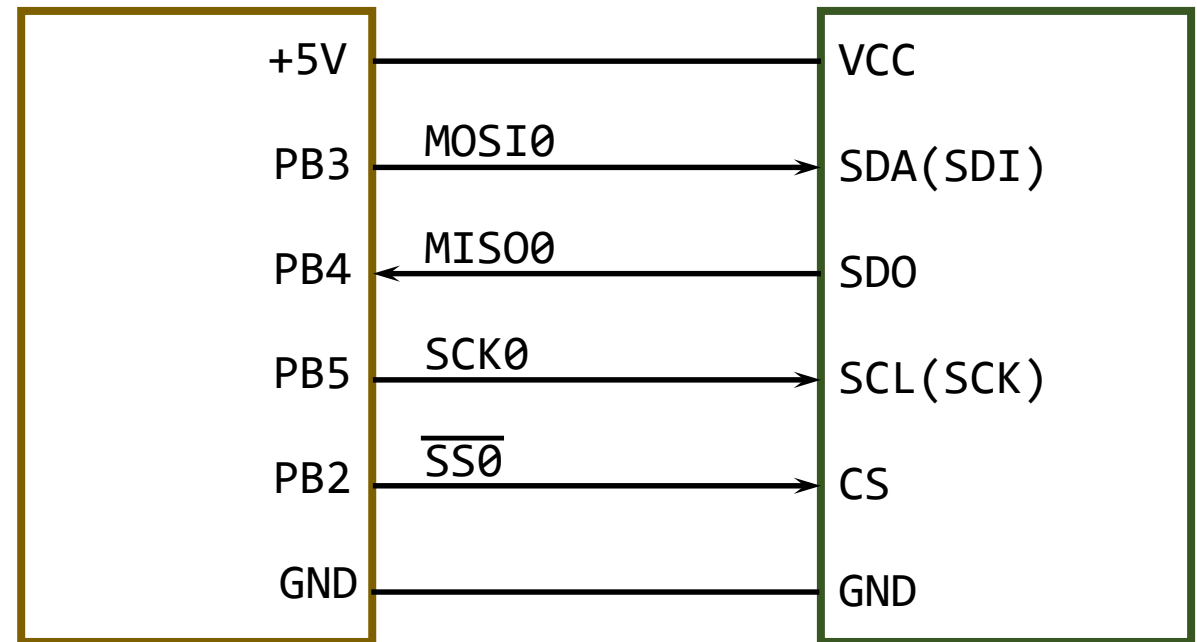 +5V VCC
MOSI0
PB3 SDA(SDI)
MISO0
PB4 SDO
SCK0
PB5 SCL(SCK)
SS0
PB2 CS
GND GND